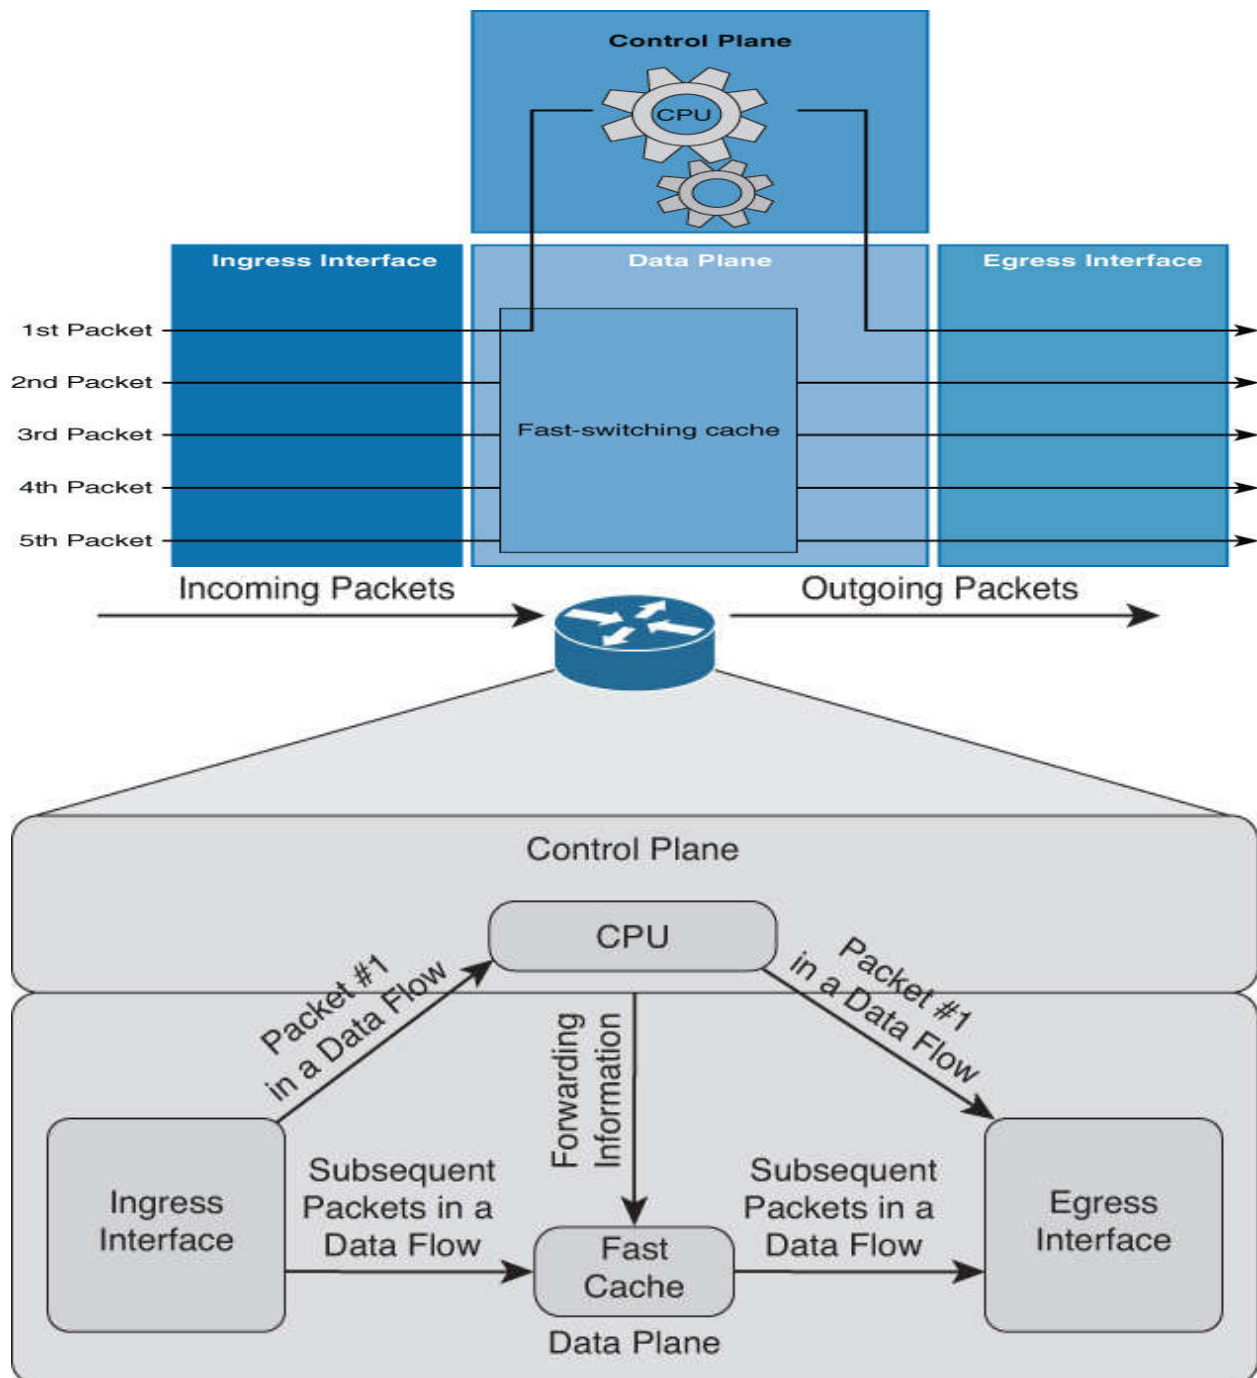 Control Plane
CPU
Ingress Interface
Data Plane
Egress Interface
1st Packet
2nd Packet
3rd Packet
Fast-switching cache
4th Packet
5th Packet
Incoming Packets
Outgoing Packets
Control Plane
CPU
Packet #1
in a Data Flow
Packet #1
in a Data Flow
Forwarding
Information
Ingress
Interface
Subsequent
Packets in a
Data Flow
Fast
Cache
Subsequent
Packets in a
Data Flow
Egress
Interface
Data Plane